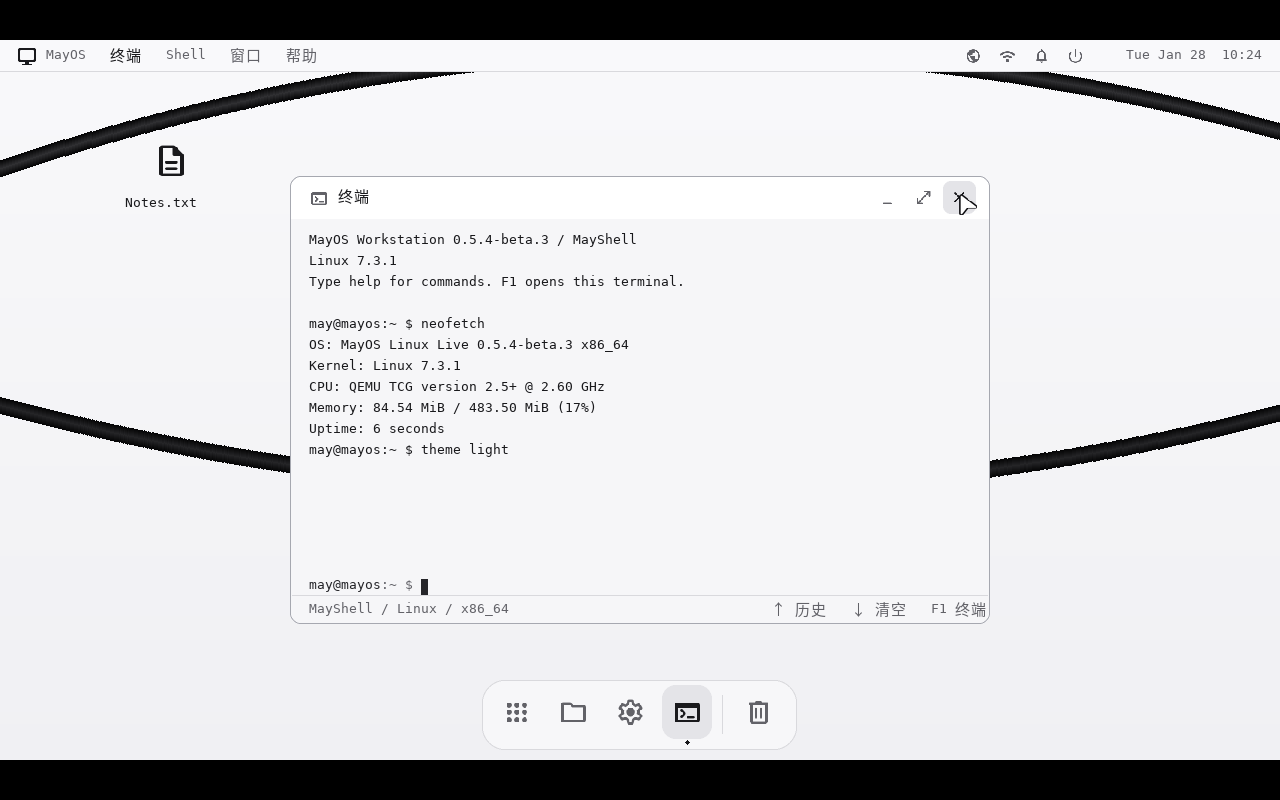 MayOS 终端 Shell 窗口 帮助 Tue Jan 28 10:24
Notes.txt
终端
MayOS Workstation 0.5.4-beta.3 / MayShell
Linux 7.3.1
Type help for commands. F1 opens this terminal.
may@mayos:~ $ neofetch
OS: MayOS Linux Live 0.5.4-beta.3 x86_64
Kernel: Linux 7.3.1
CPU: QEMU TCG version 2.5+ @ 2.60 GHz
Memory: 84.54 MiB / 483.50 MiB (17%)
Uptime: 6 seconds
may@mayos:~ $ theme light
may@mayos:~ $
MayShell / Linux / x86_64 ↑ 历史 ↓ 清空 F1 终端